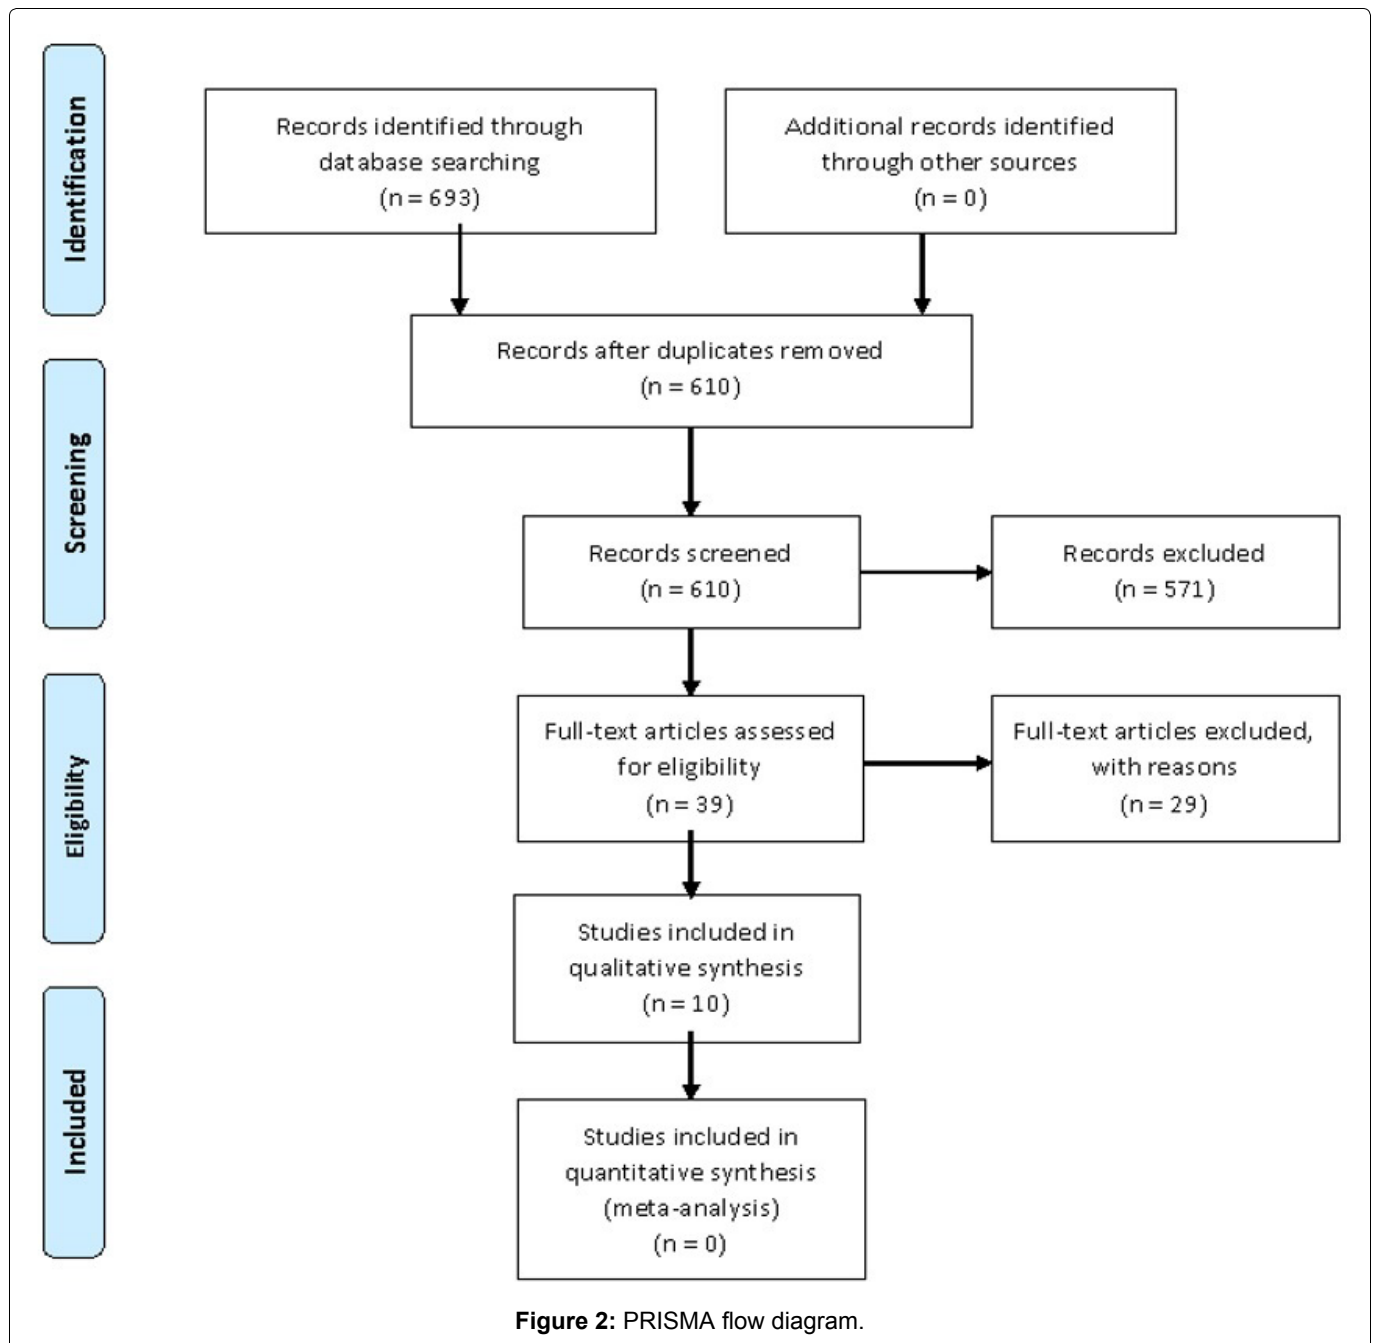 Identification
Records identified through
database searching
(n = 693)
Additional records identified
through other sources
(n = 0)
Records after duplicates removed
(n = 610)
Screening
Records screened
(n = 610)
Records excluded
(n = 571)
Eligibility
Full-text articles assessed
for eligibility
(n = 39)
Full-text articles excluded,
with reasons
(n = 29)
Studies included in
qualitative synthesis
(n = 10)
Included
Studies included in
quantitative synthesis
(meta-analysis)
(n = 0)
Figure 2: PRISMA flow diagram.